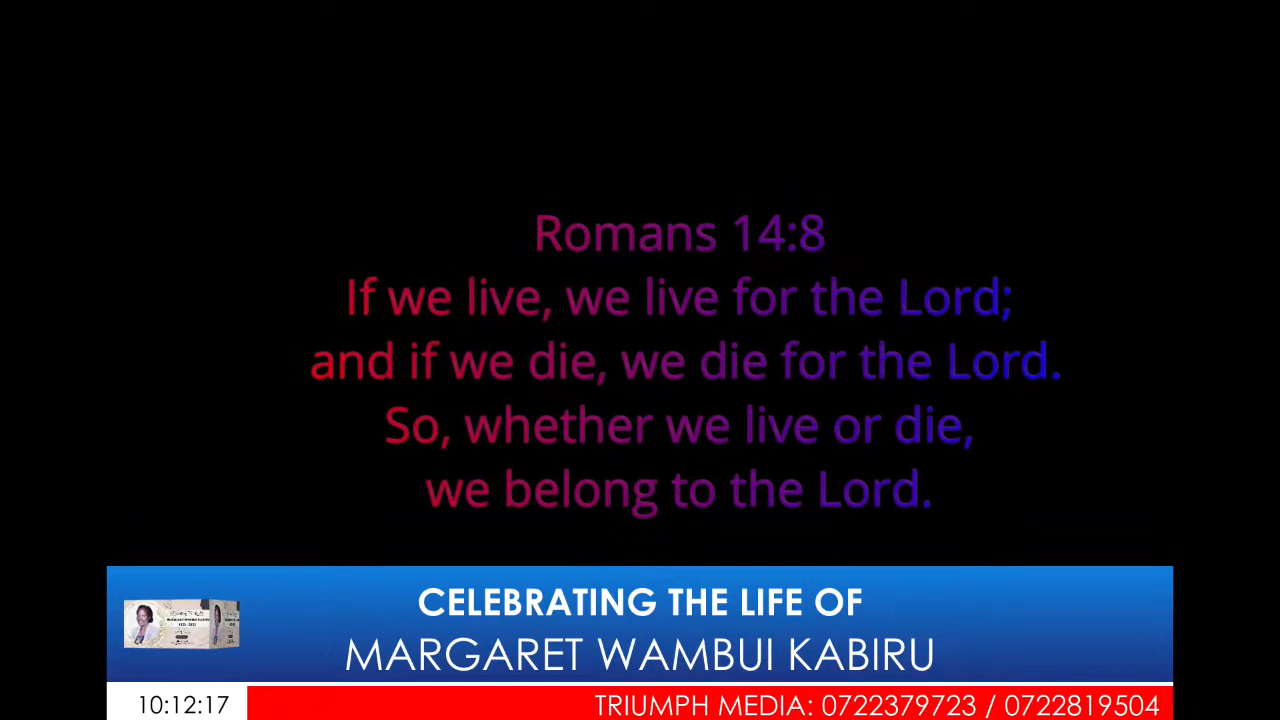 Romans 14:8
If we live, we live for the Lord;
and if we die, we die for the Lord.
So, whether we live or die,
we belong to the Lord.
CELEBRATING THE LIFE OF
MARGARET WAMBUI KABIRU
10:12:17
TRIUMPH MEDIA: 0722379723 / 0722819504